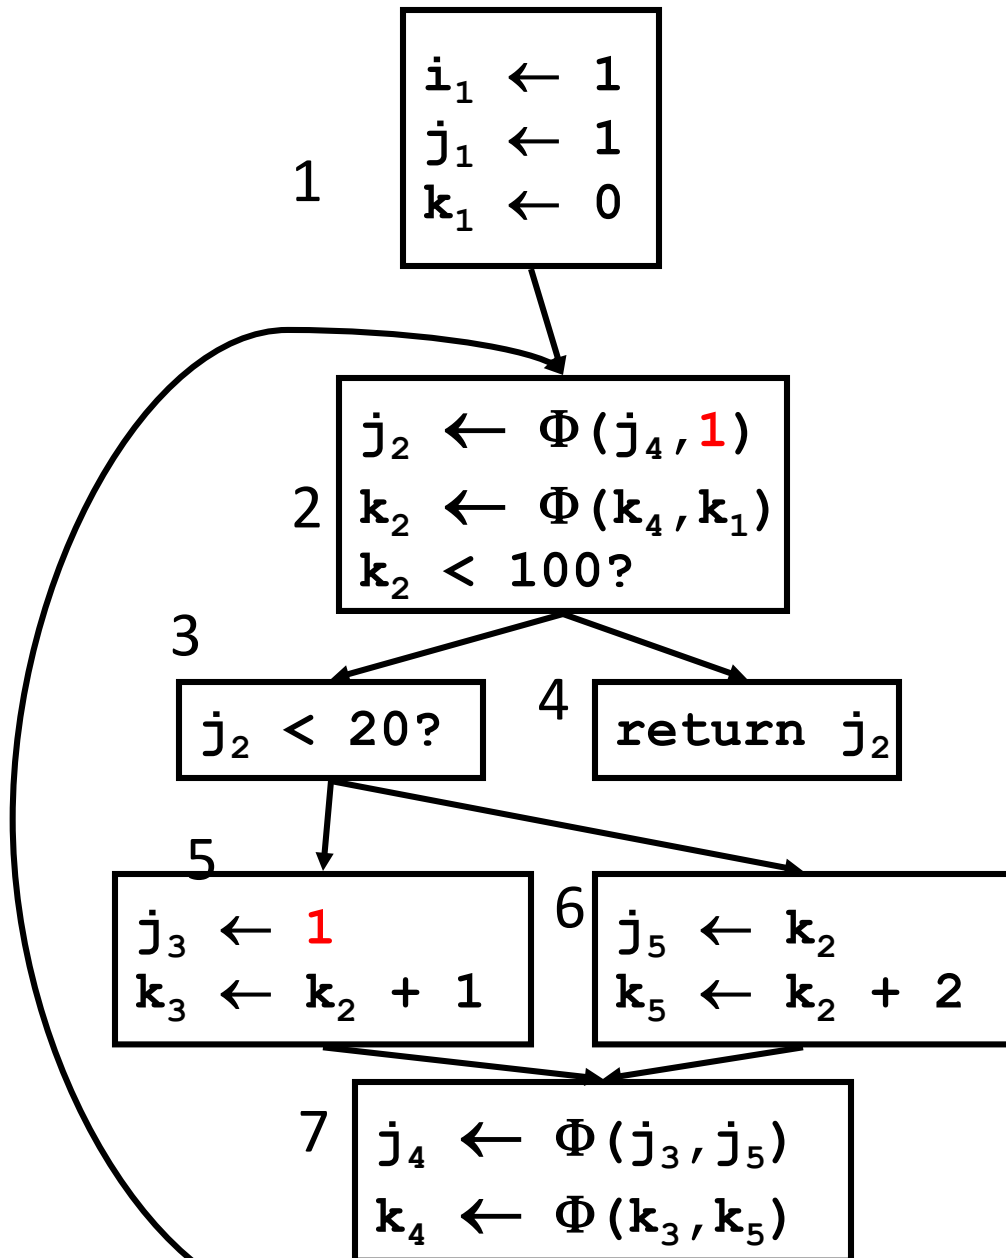 i₁ ← 1
j₁ ← 1
k₁ ← 0
1
j₂ ← Φ(j₄,1)
k₂ ← Φ(k₄,k₁)
k₂ < 100?
2
3
j₂ < 20?
4
return j₂
5
j₃ ← 1
k₃ ← k₂ + 1
6
j₅ ← k₂
k₅ ← k₂ + 2
7
j₄ ← Φ(j₃,j₅)
k₄ ← Φ(k₃,k₅)